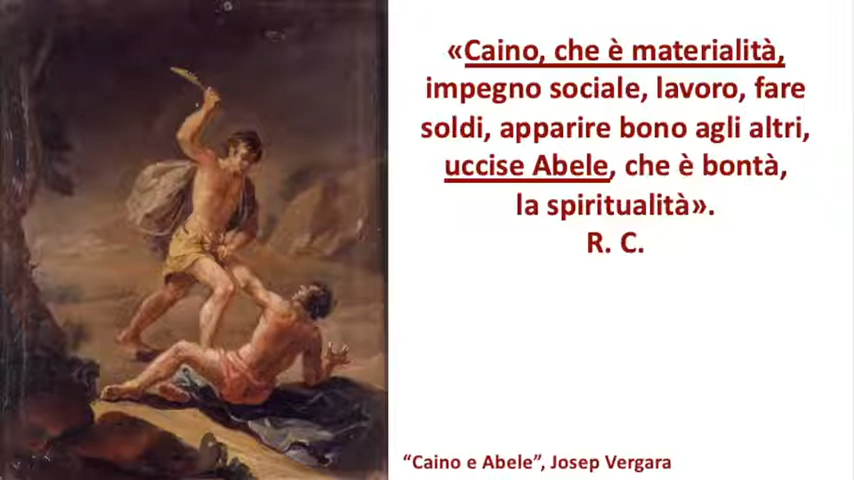 «Caino, che è materialità,
impegno sociale, lavoro, fare
soldi, apparire bono agli altri,
uccise Abele, che è bontà,
la spiritualità».
R. C.
“Caino e Abele”, Josep Vergara